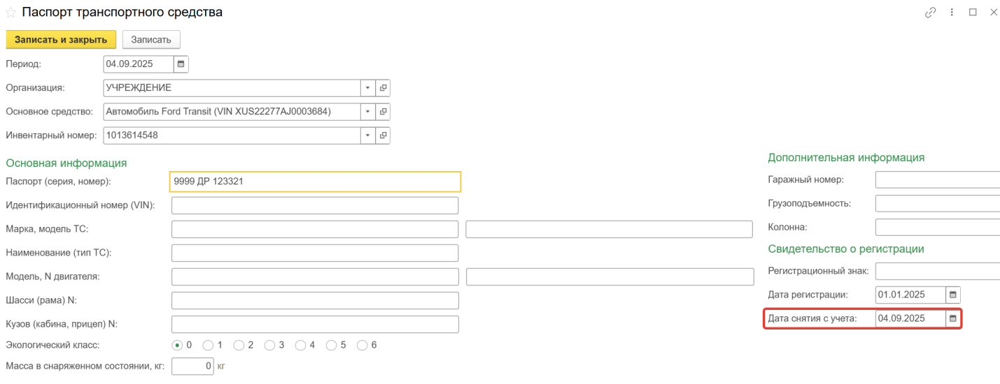 Паспорт транспортного средства
Записать и закрыть Записать
Период: 04.09.2025
Организация: УЧРЕЖДЕНИЕ
Основное средство: Автомобиль Ford Transit (VIN XUS22277AJ0003684)
Инвентарный номер: 1013614548
Основная информация
Паспорт (серия, номер): 9999 ДР 123321
Идентификационный номер (VIN):
Марка, модель ТС:
Наименование (тип ТС):
Модель, N двигателя:
Шасси (рама) N:
Кузов (кабина, прицеп) N:
Экологический класс: 0 1 2 3 4 5 6
Масса в снаряженном состоянии, кг: 0 кг
Дополнительная информация
Гаражный номер:
Грузоподъемность:
Колонна:
Свидетельство о регистрации
Регистрационный знак:
Дата регистрации: 01.01.2025
Дата снятия с учета: 04.09.2025